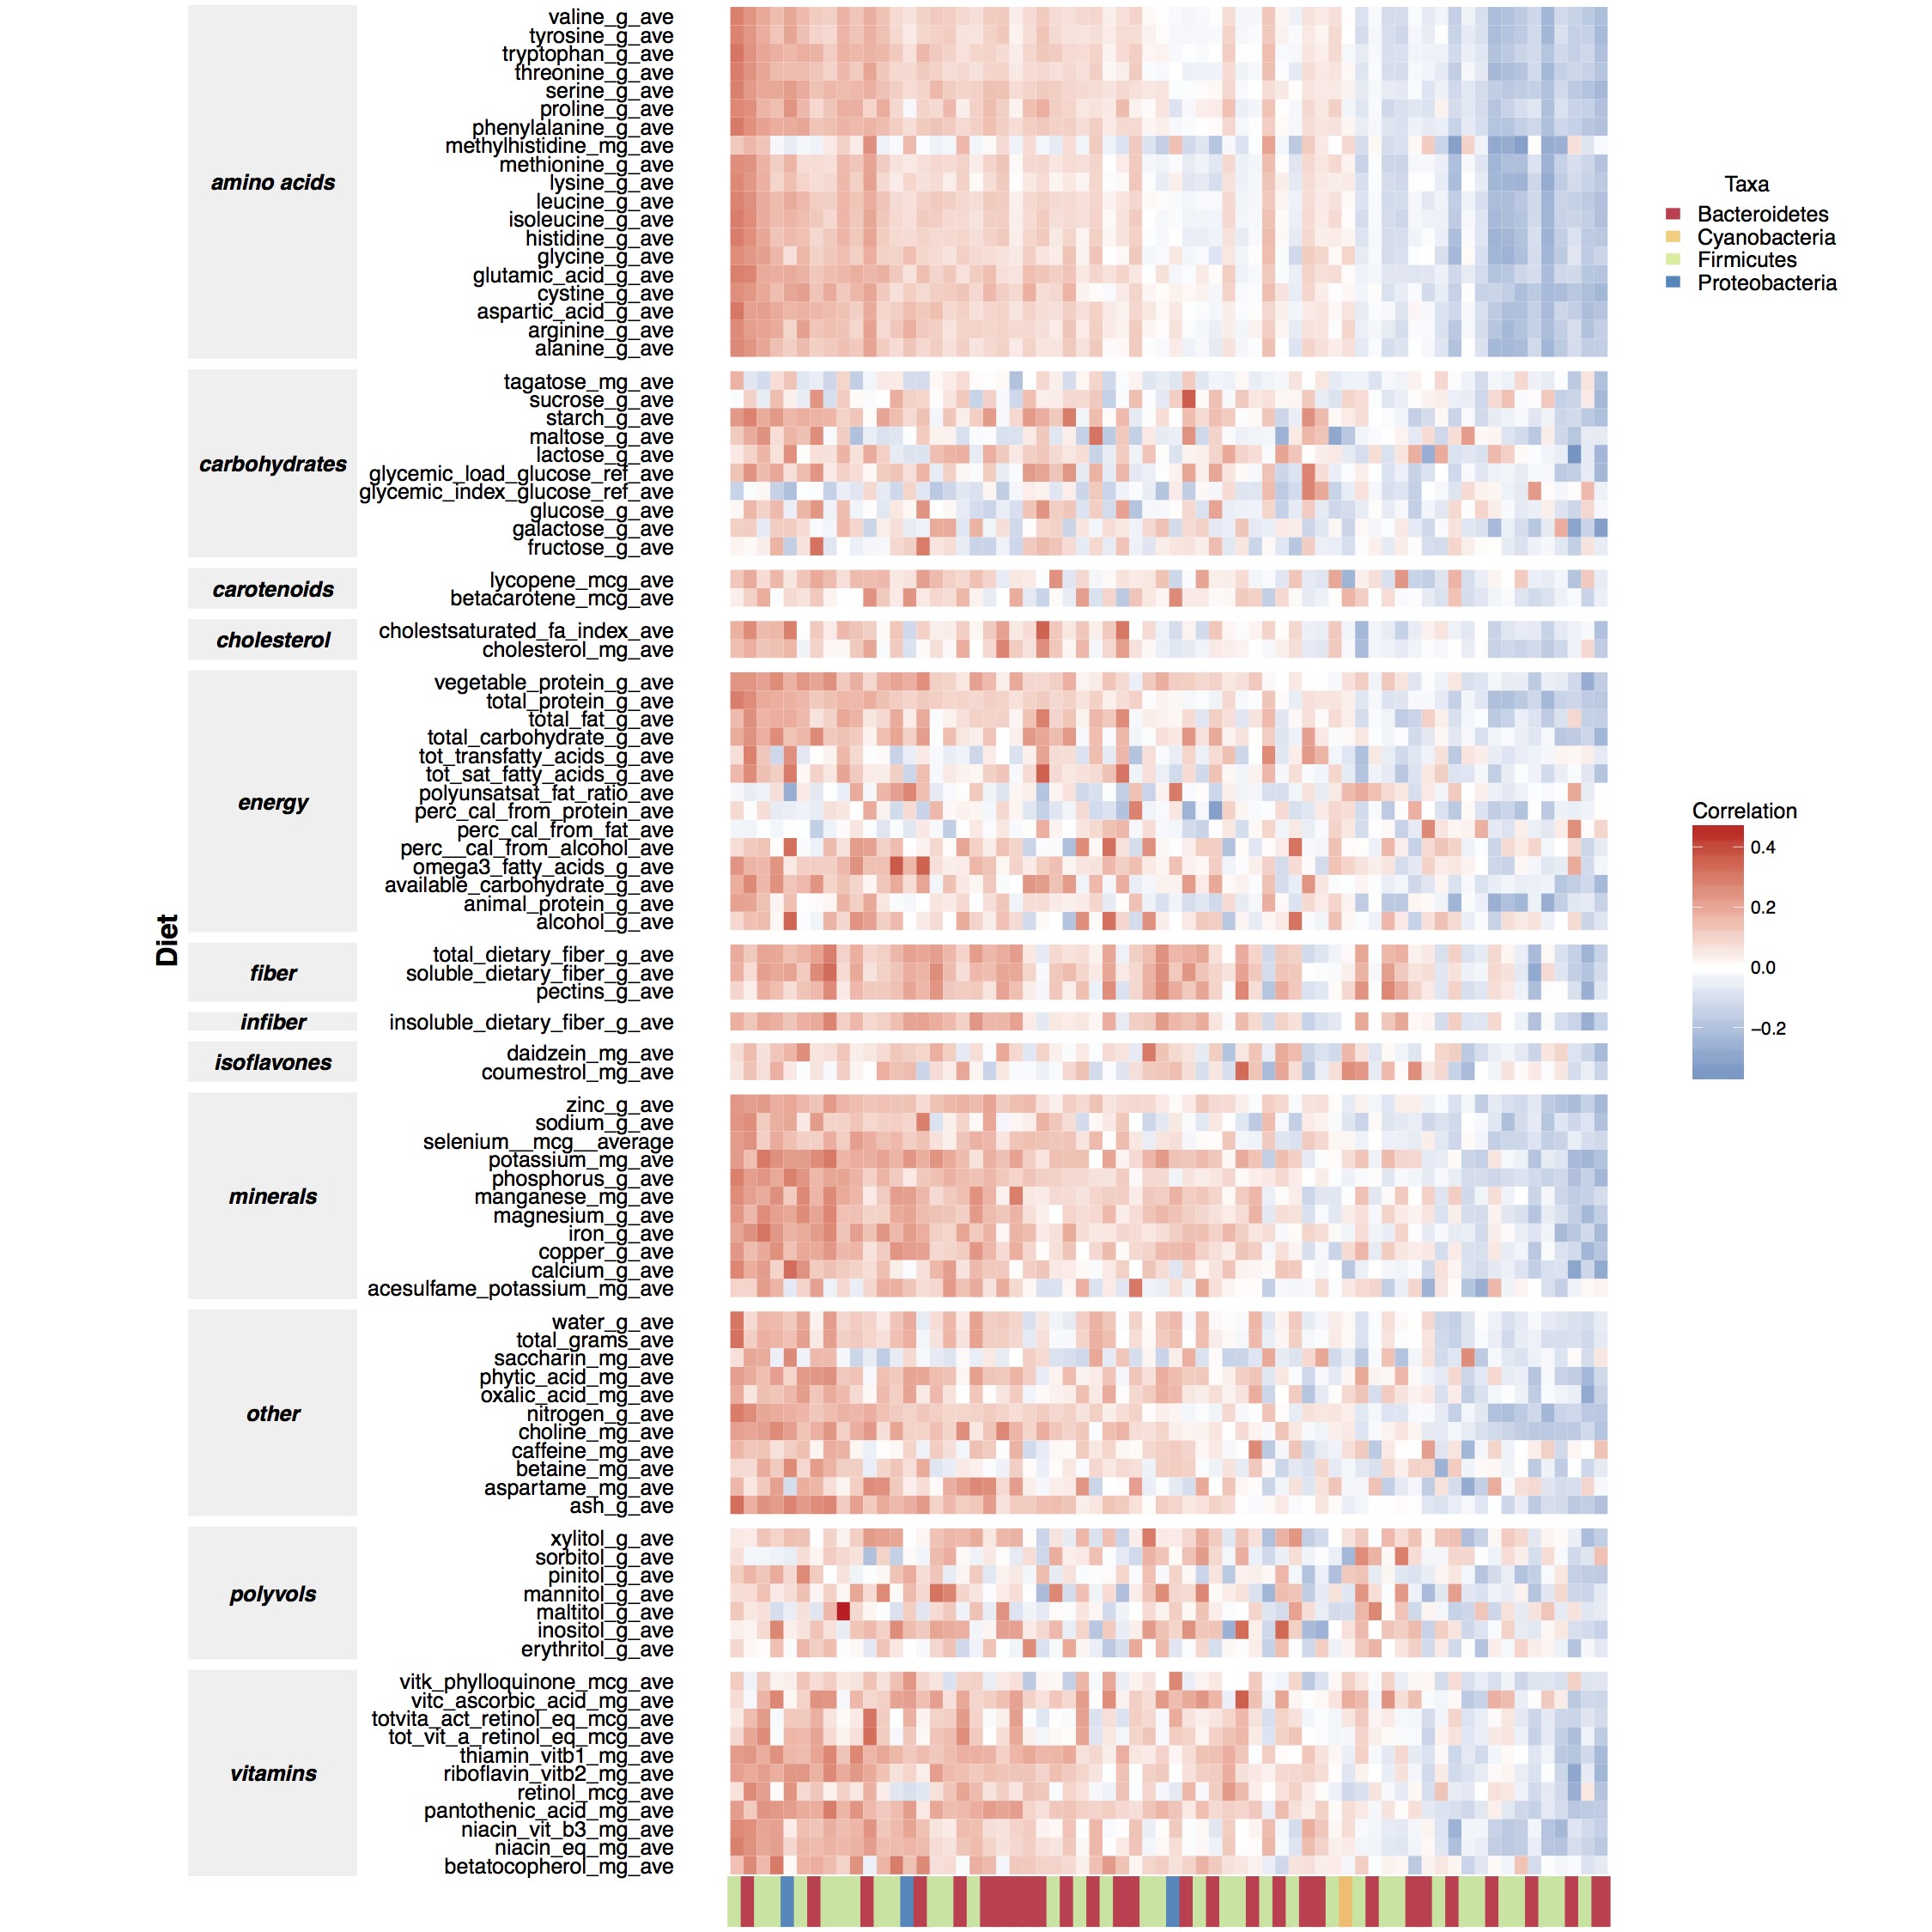 Diet
amino acids
valine_g_ave
tyrosine_g_ave
tryptophan_g_ave
threonine_g_ave
serine_g_ave
proline_g_ave
phenylalanine_g_ave
methylhistidine_mg_ave
methionine_g_ave
lysine_g_ave
leucine_g_ave
isoleucine_g_ave
histidine_g_ave
glycine_g_ave
glutamic_acid_g_ave
cystine_g_ave
aspartic_acid_g_ave
arginine_g_ave
alanine_g_ave
carbohydrates
tagatose_mg_ave
sucrose_g_ave
starch_g_ave
maltose_g_ave
lactose_g_ave
glycemic_load_glucose_ref_ave
glycemic_index_glucose_ref_ave
glucose_g_ave
galactose_g_ave
fructose_g_ave
carotenoids
lycopene_mcg_ave
betacarotene_mcg_ave
cholesterol
cholestsaturated_fa_index_ave
cholesterol_mg_ave
energy
vegetable_protein_g_ave
total_protein_g_ave
total_fat_g_ave
total_carbohydrate_g_ave
tot_transfatty_acids_g_ave
tot_sat_fatty_acids_g_ave
polyunsatsat_fat_ratio_ave
perc_cal_from_protein_ave
perc_cal_from_fat_ave
perc__cal_from_alcohol_ave
omega3_fatty_acids_g_ave
available_carbohydrate_g_ave
animal_protein_g_ave
alcohol_g_ave
fiber
total_dietary_fiber_g_ave
soluble_dietary_fiber_g_ave
pectins_g_ave
infiber
insoluble_dietary_fiber_g_ave
isoflavones
daidzein_mg_ave
coumestrol_mg_ave
minerals
zinc_g_ave
sodium_g_ave
selenium__mcg__average
potassium_mg_ave
phosphorus_g_ave
manganese_mg_ave
magnesium_g_ave
iron_g_ave
copper_g_ave
calcium_g_ave
acesulfame_potassium_mg_ave
other
water_g_ave
total_grams_ave
saccharin_mg_ave
phytic_acid_mg_ave
oxalic_acid_mg_ave
nitrogen_g_ave
choline_mg_ave
caffeine_mg_ave
betaine_mg_ave
aspartame_mg_ave
ash_g_ave
polyvols
xylitol_g_ave
sorbitol_g_ave
pinitol_g_ave
mannitol_g_ave
maltitol_g_ave
inositol_g_ave
erythritol_g_ave
vitamins
vitk_phylloquinone_mcg_ave
vitc_ascorbic_acid_mg_ave
totvita_act_retinol_eq_mcg_ave
tot_vit_a_retinol_eq_mcg_ave
thiamin_vitb1_mg_ave
riboflavin_vitb2_mg_ave
retinol_mcg_ave
pantothenic_acid_mg_ave
niacin_vit_b3_mg_ave
niacin_eq_mg_ave
betatocopherol_mg_ave
Taxa
Bacteroidetes
Cyanobacteria
Firmicutes
Proteobacteria
Correlation
0.4
0.2
0.0
−0.2